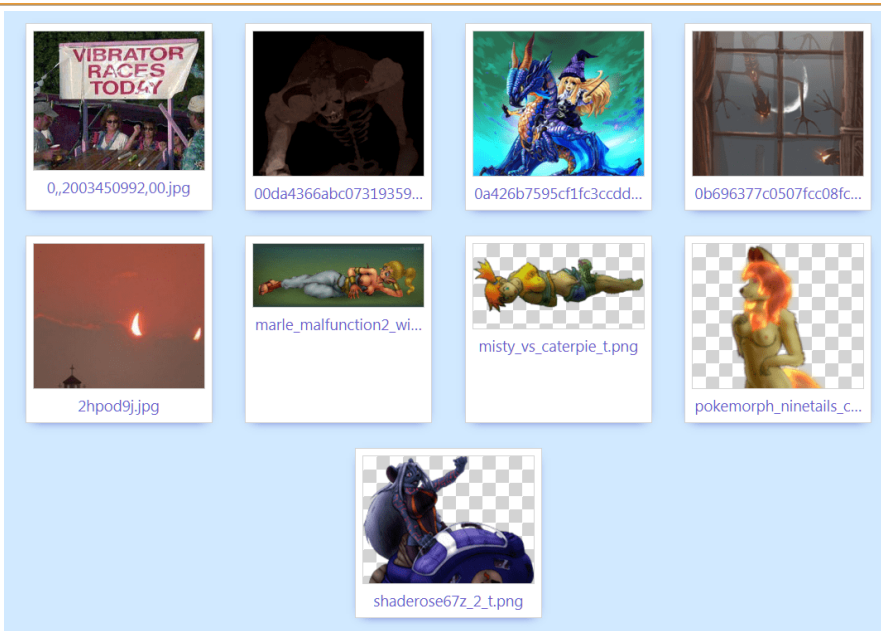 VIBRATOR
RACES
TODAY
0,,2003450992,00.jpg
00da4366abc07319359...
0a426b7595cf1fc3ccdd...
0b696377c0507fcc08fc...
2hpod9j.jpg
marle_malfunction2_wi...
misty_vs_caterpie_t.png
pokemorph_ninetails_c...
shaderose67z_2_t.png